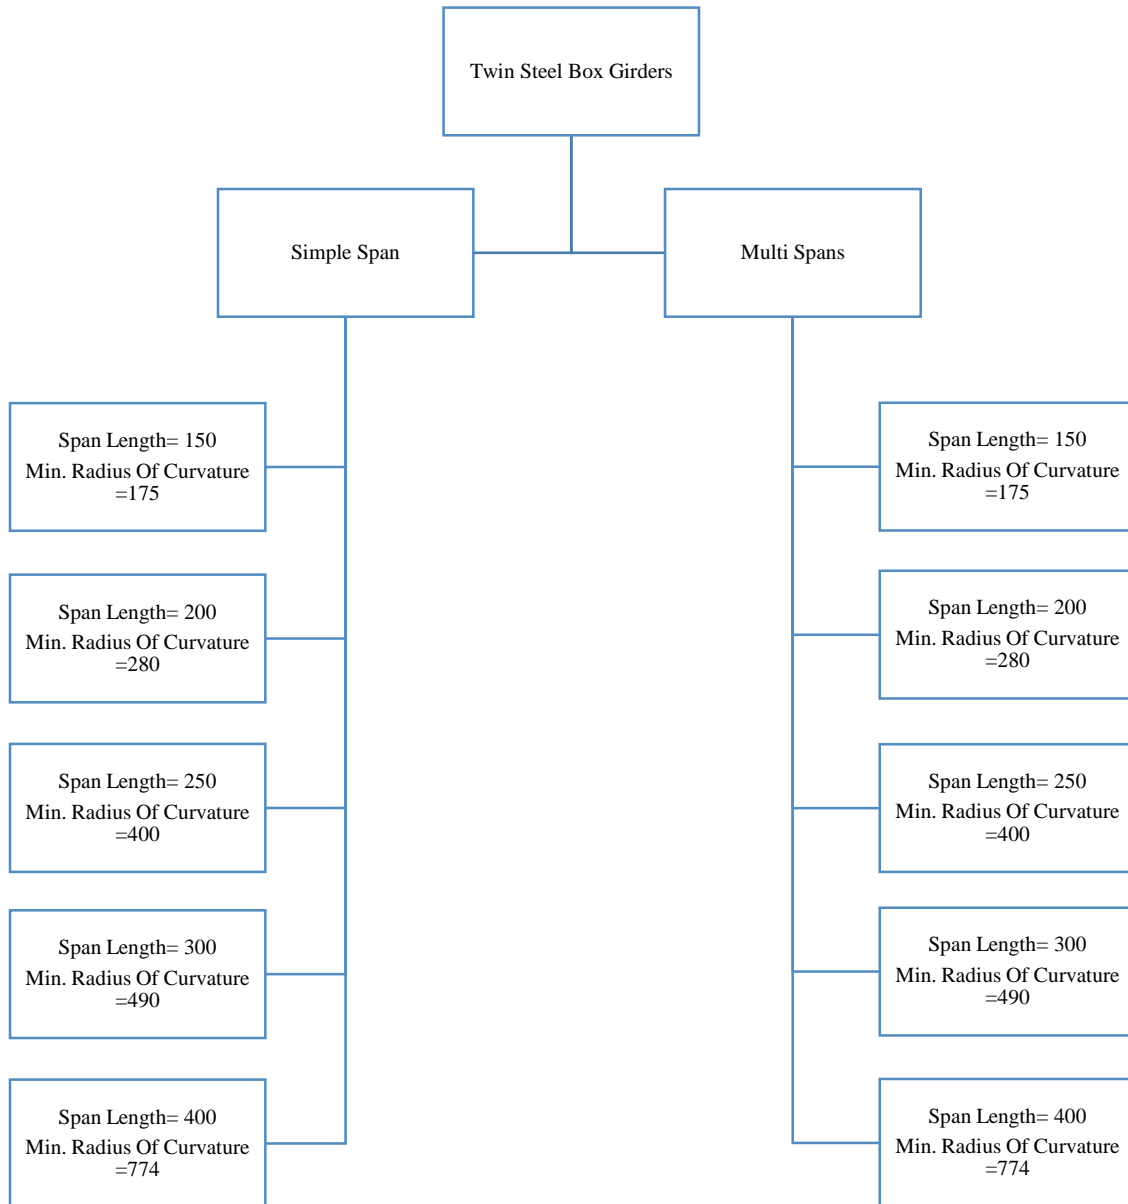 Twin Steel Box Girders
Simple Span
Multi Spans
Span Length= 150
Min. Radius Of Curvature
=175
Span Length= 150
Min. Radius Of Curvature
=175
Span Length= 200
Min. Radius Of Curvature
=280
Span Length= 200
Min. Radius Of Curvature
=280
Span Length= 250
Min. Radius Of Curvature
=400
Span Length= 250
Min. Radius Of Curvature
=400
Span Length= 300
Min. Radius Of Curvature
=490
Span Length= 300
Min. Radius Of Curvature
=490
Span Length= 400
Min. Radius Of Curvature
=774
Span Length= 400
Min. Radius Of Curvature
=774